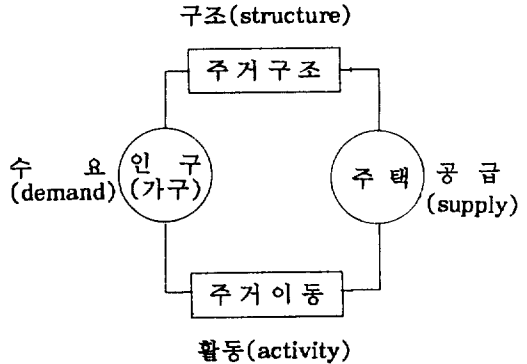 구조(structure)
주거구조
수요 인구 주택 공급
(demand) (가구) (supply)
주거이동
활동(activity)